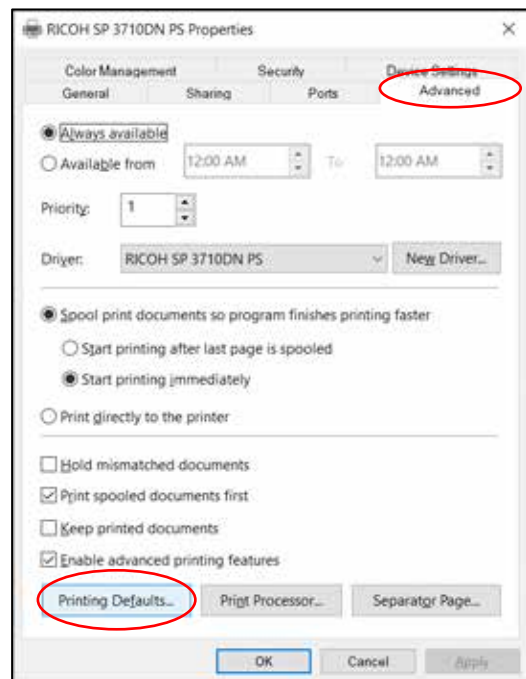 RICOH SP 3710DN PS Properties
Color Management Security Device Settings
General Sharing Ports Advanced
Always available
Available from 12:00 AM To 12:00 AM
Priority: 1
Driver: RICOH SP 3710DN PS New Driver...
Spool print documents so program finishes printing faster
Start printing after last page is spooled
Start printing immediately
Print directly to the printer
Hold mismatched documents
Print spooled documents first
Keep printed documents
Enable advanced printing features
Printing Defaults... Print Processor... Separator Page...
OK Cancel Apply